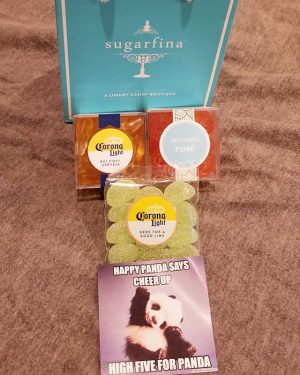 sugarfina
A LUXURY CANDY BOUTIQUE
Corona
Light
BUT FIRST,
CERVEZA
BUT FIRST,
rosé
Corona
Light
HERE FOR A
GOOD LIME
HAPPY PANDA SAYS
CHEER UP
HIGH FIVE FOR PANDA